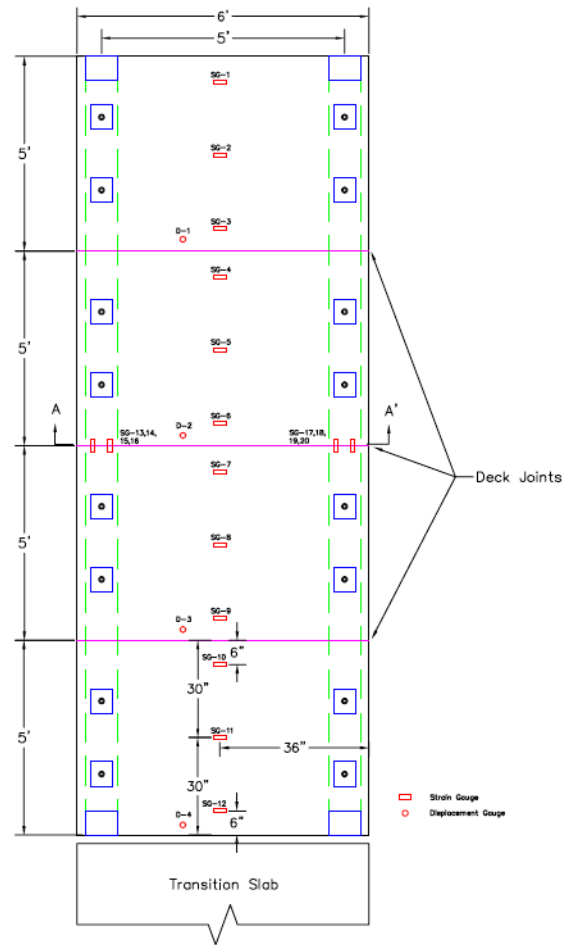 6'
5'
SG-1
5'
SG-2
SG-3
D-1
SG-4
5'
SG-5
A
SG-13,14,
15,16
D-2
SG-6
SG-17,18,
19,20
A'
SG-7
Deck Joints
5'
SG-8
SG-9
D-3
6"
SG-10
30"
SG-11
36"
5'
30"
SG-12
6"
D-4
Strain Gauge
Displacement Gauge
Transition Slab